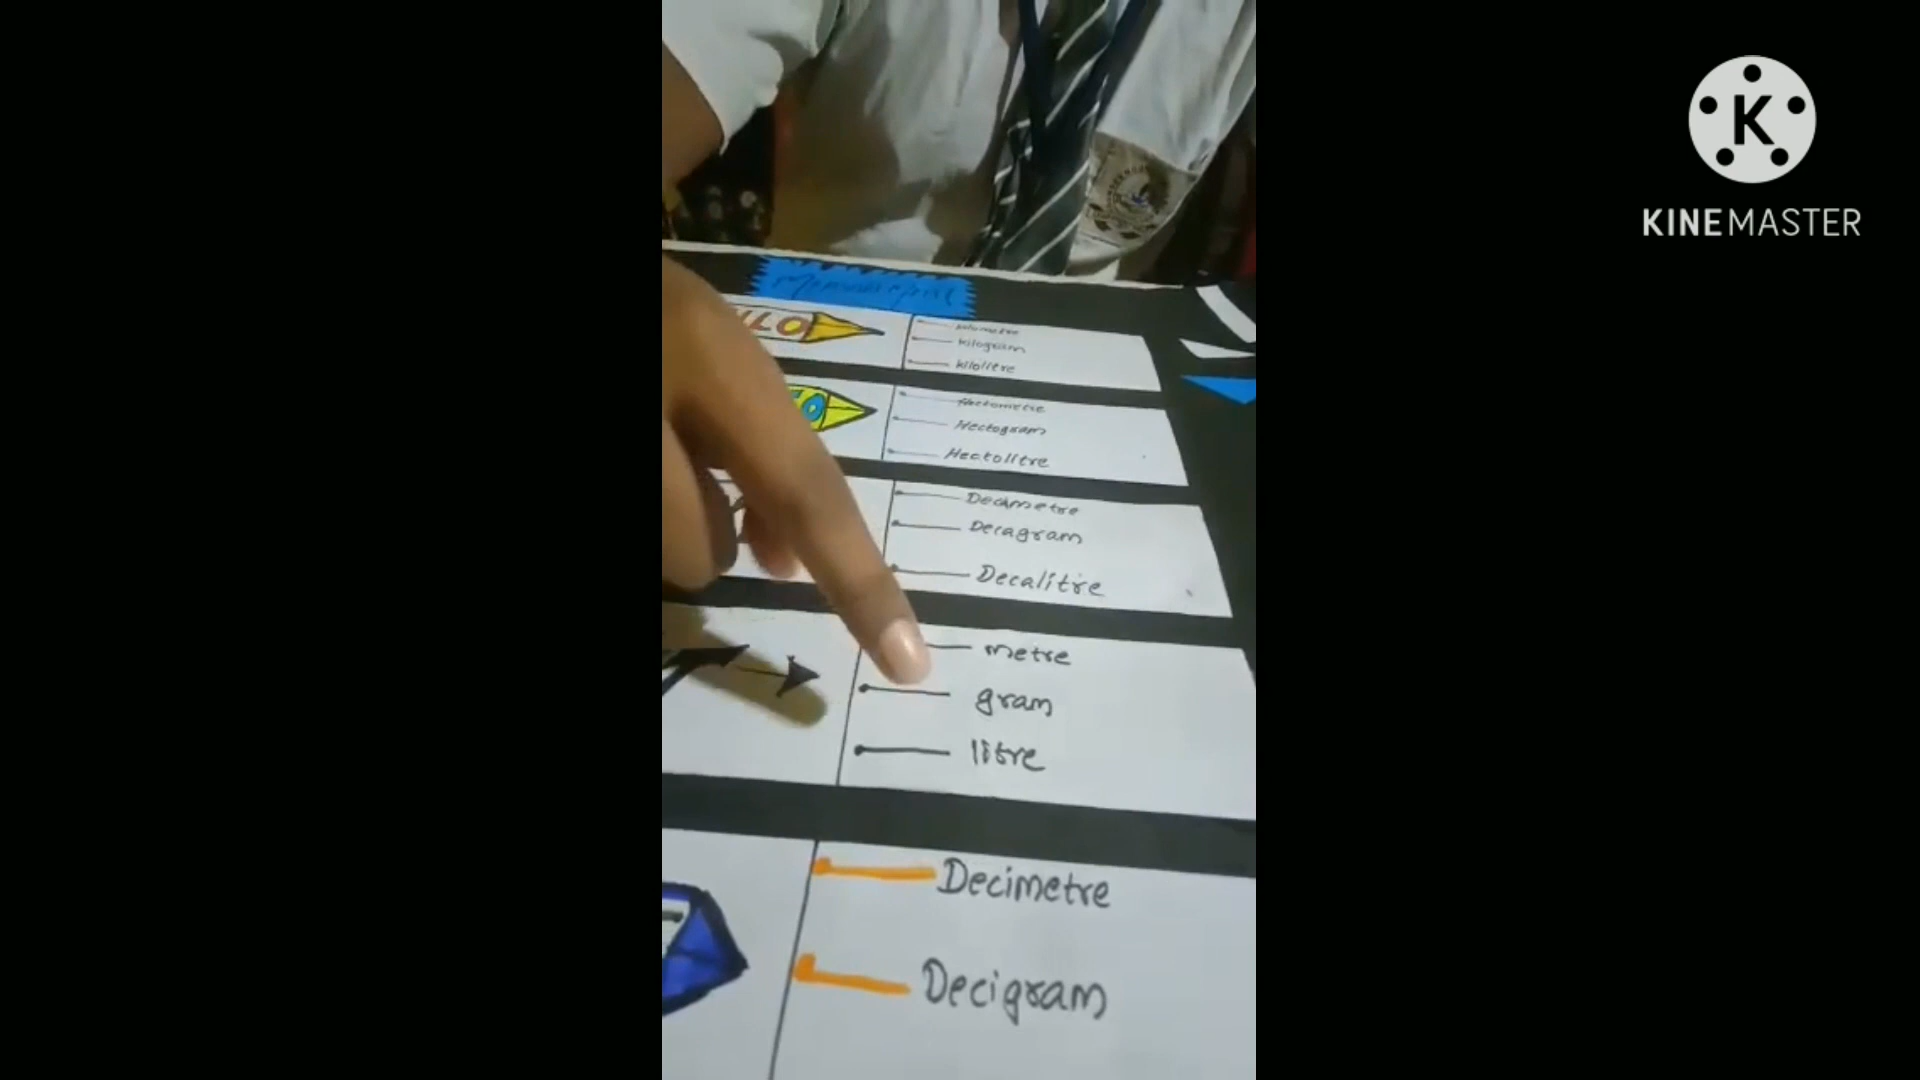 K
KINEMASTER
KILO
kilometre
kilogram
kilolitre
Hectometre
Hectogram
Hectolitre
Decametre
Decagram
Decalitre
metre
gram
litre
Decimetre
Decigram